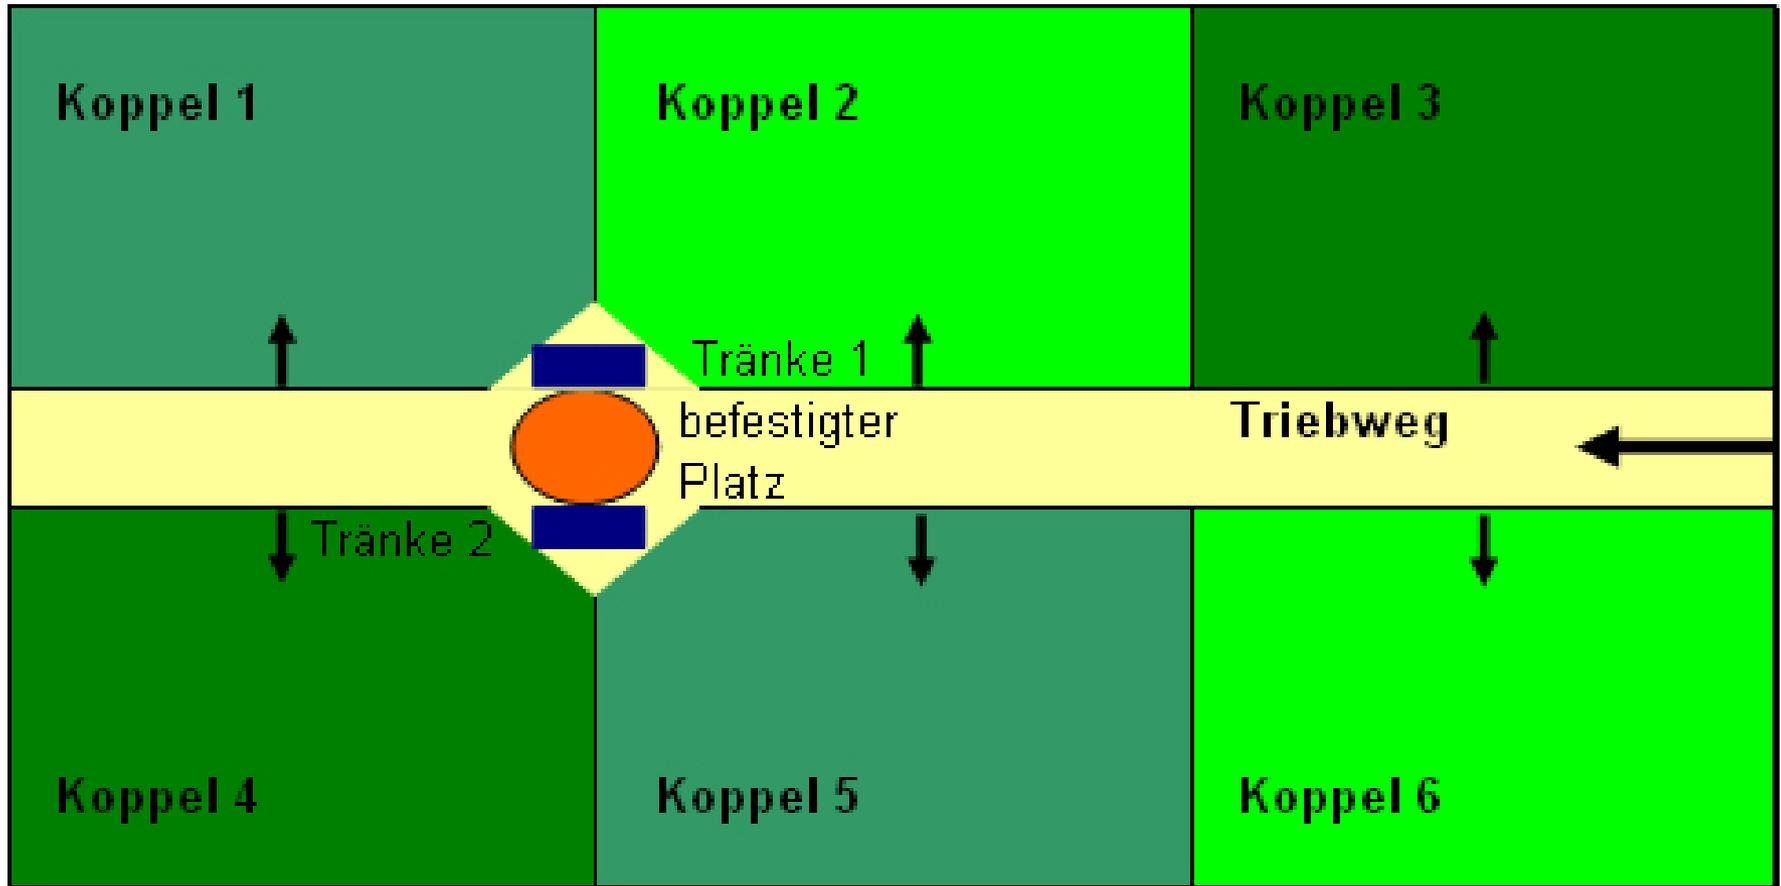 Koppel 1
Koppel 2
Koppel 3
Tränke 1
befestigter
Platz
Triebweg
Tränke 2
Koppel 4
Koppel 5
Koppel 6